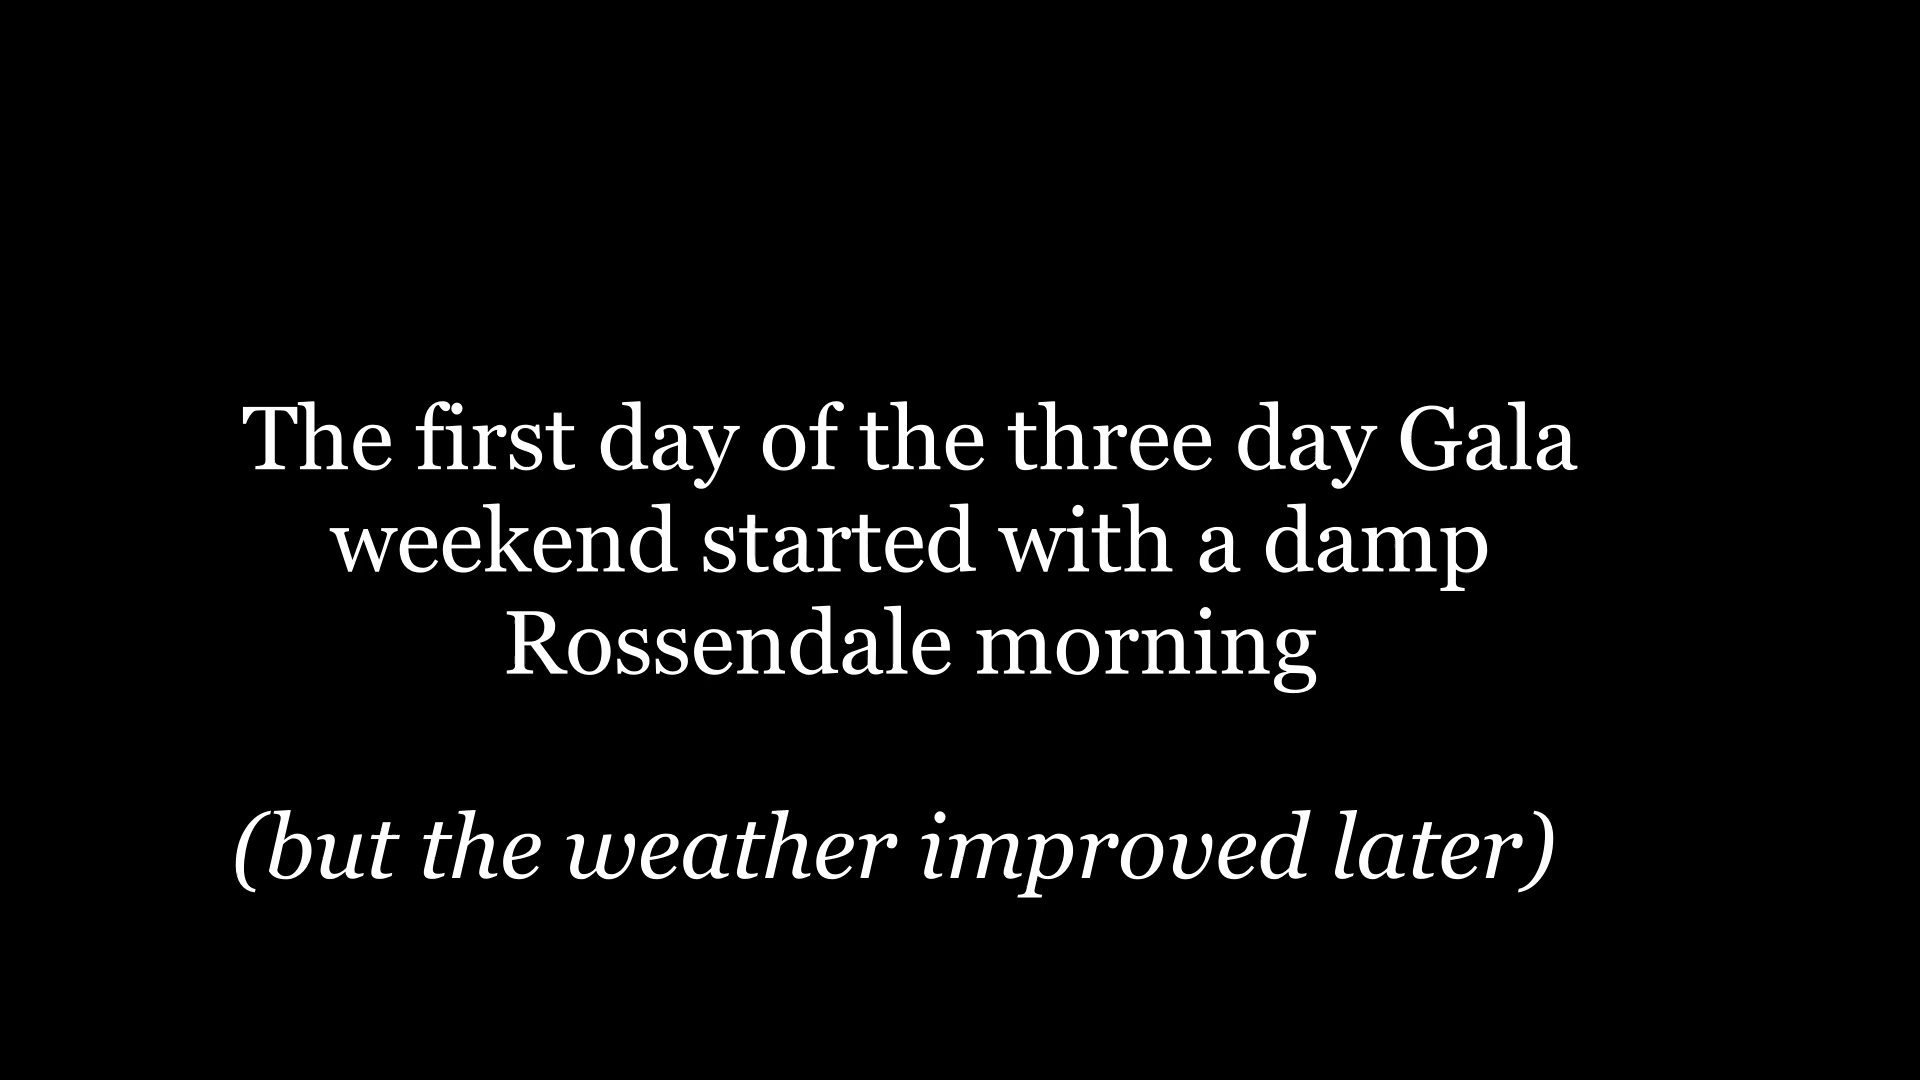 The first day of the three day Gala
weekend started with a damp
Rossendale morning
(but the weather improved later)